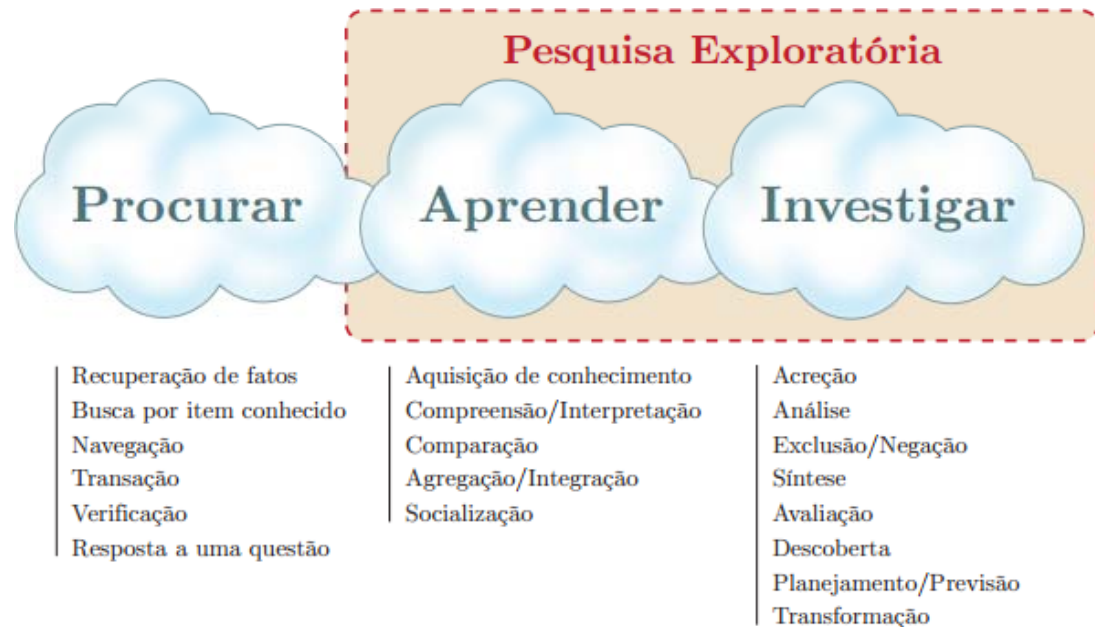 Pesquisa Exploratória
Procurar
Aprender
Investigar
Recuperação de fatos
Busca por item conhecido
Navegação
Transação
Verificação
Resposta a uma questão
Aquisição de conhecimento
Compreensão/Interpretação
Comparação
Agregação/Integração
Socialização
Acreção
Análise
Exclusão/Negação
Síntese
Avaliação
Descoberta
Planejamento/Previsão
Transformação